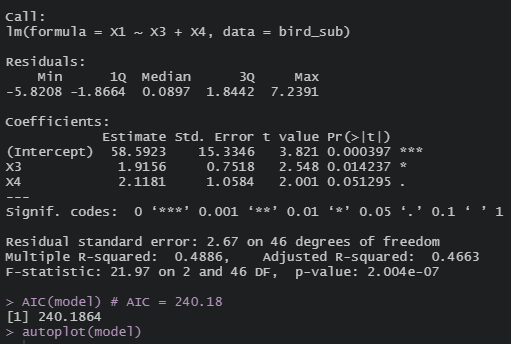 Call:
lm(formula = X1 ~ X3 + X4, data = bird_sub)
Residuals:
Min 1Q Median 3Q Max
-5.8208 -1.8664 0.0897 1.8442 7.2391
Coefficients:
Estimate Std. Error t value Pr(>|t|)
(Intercept) 58.5923 15.3346 3.821 0.000397 ***
X3 1.9156 0.7518 2.548 0.014237 *
X4 2.1181 1.0584 2.001 0.051295 .
---
Signif. codes: 0 ‘***’ 0.001 ‘**’ 0.01 ‘*’ 0.05 ‘.’ 0.1 ‘ ’ 1
Residual standard error: 2.67 on 46 degrees of freedom
Multiple R-squared: 0.4886, Adjusted R-squared: 0.4663
F-statistic: 21.97 on 2 and 46 DF, p-value: 2.004e-07
> AIC(model) # AIC = 240.18
[1] 240.1864
> autoplot(model)